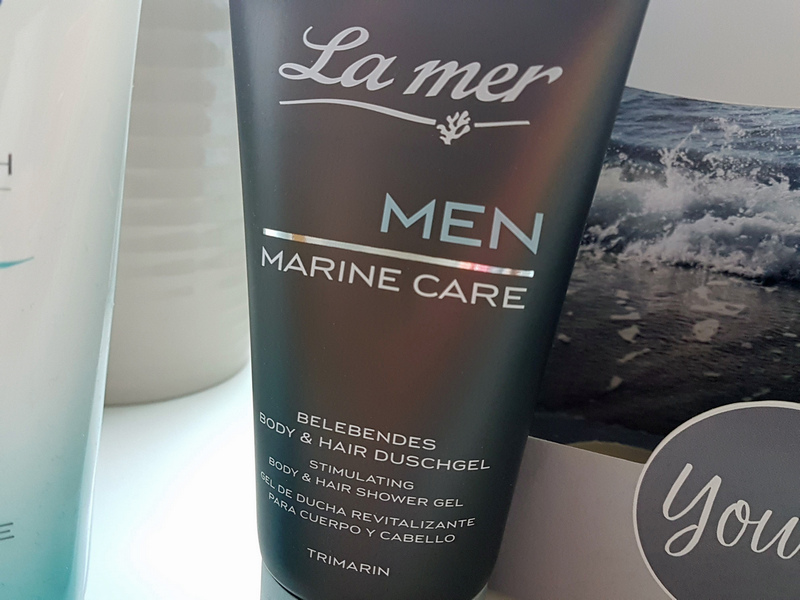 La mer
MEN
MARINE CARE
BELEBENDES
BODY & HAIR DUSCHGEL
STIMULATING
BODY & HAIR SHOWER GEL
GEL DE DUCHA REVITALIZANTE
PARA CUERPO Y CABELLO
TRIMARIN
You